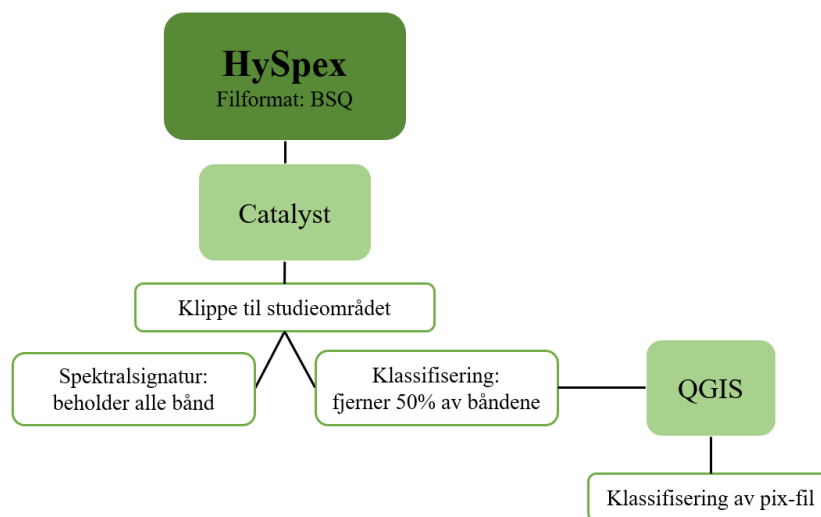 HySpex
Filformat: BSQ
Catalyst
Klippe til studieområdet
Spektralsignatur:
beholder alle bånd
Klassifisering:
fjerner 50% av båndene
QGIS
Klassifisering av pix-fil